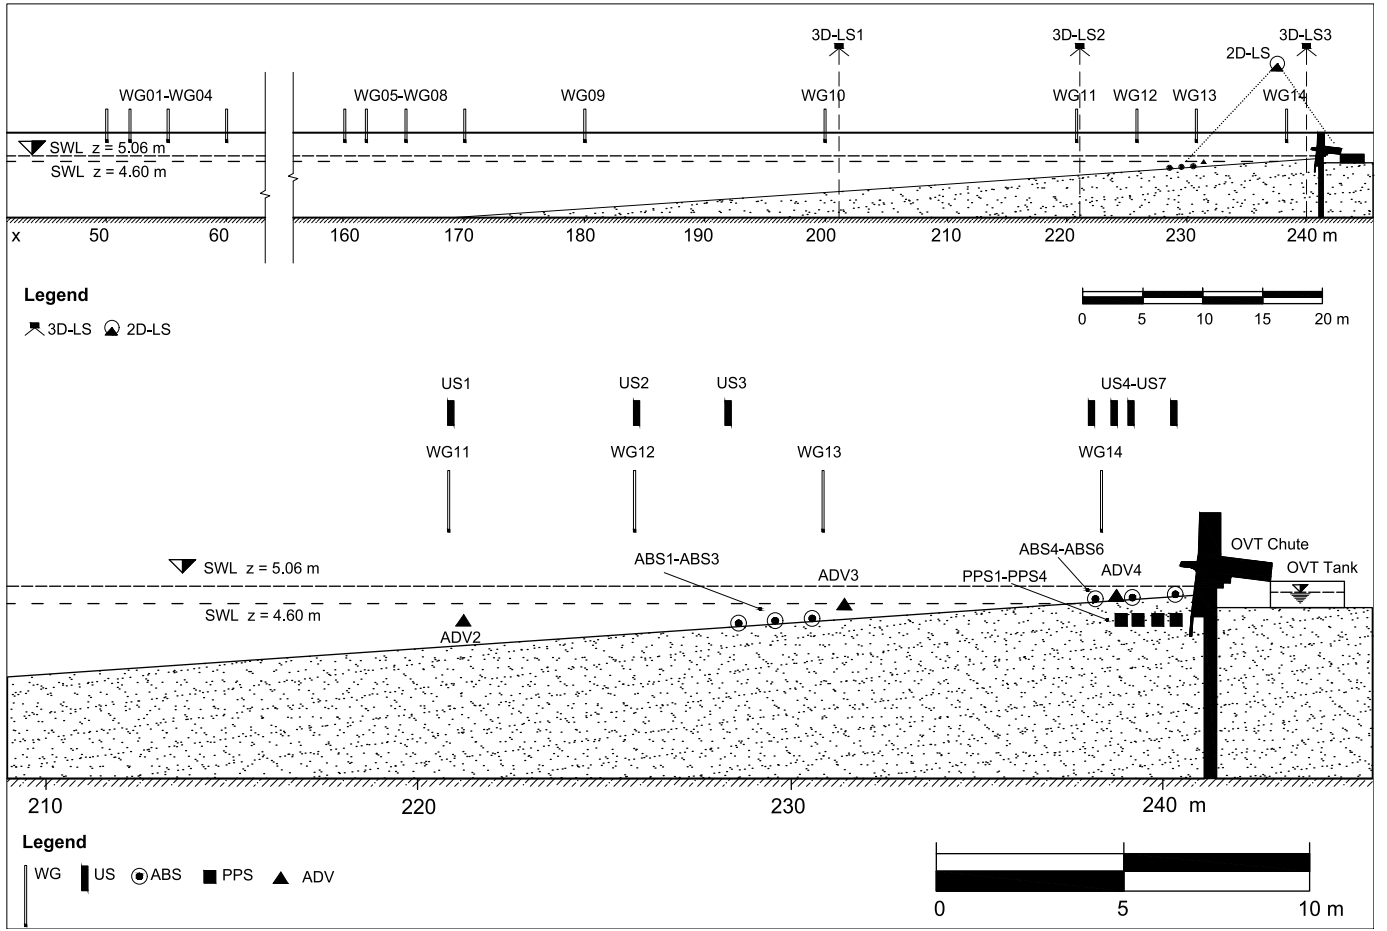 3D-LS1 3D-LS2 3D-LS3
2D-LS
WG01-WG04 WG05-WG08 WG09 WG10 WG11 WG12 WG13 WG14
SWL z = 5.06 m
SWL z = 4.60 m
x 50 60 160 170 180 190 200 210 220 230 240 m
Legend
3D-LS 2D-LS
0 5 10 15 20 m
US1 US2 US3 US4-US7
WG11 WG12 WG13 WG14
OVT Chute
ABS1-ABS3 ABS4-ABS6
SWL z = 5.06 m ADV3 PPS1-PPS4 ADV4 OVT Tank
SWL z = 4.60 m
ADV2
210 220 230 240 m
Legend
WG US ABS PPS ADV
0 5 10 m